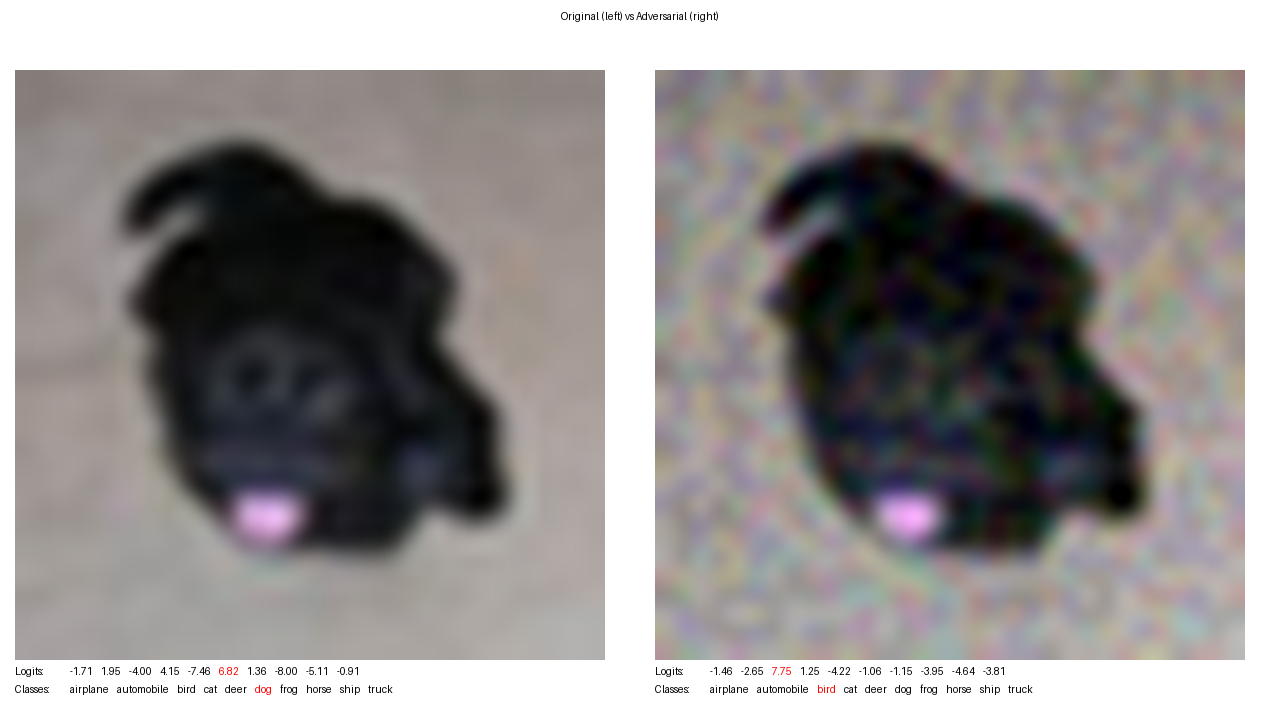 Original (left) vs Adversarial (right)
Logits: -1.71 1.95 -4.00 4.15 -7.46 6.82 1.36 -8.00 -5.11 -0.91
Classes: airplane automobile bird cat deer dog frog horse ship truck
Logits: -1.46 -2.65 7.75 1.25 -4.22 -1.06 -1.15 -3.95 -4.64 -3.81
Classes: airplane automobile bird cat deer dog frog horse ship truck